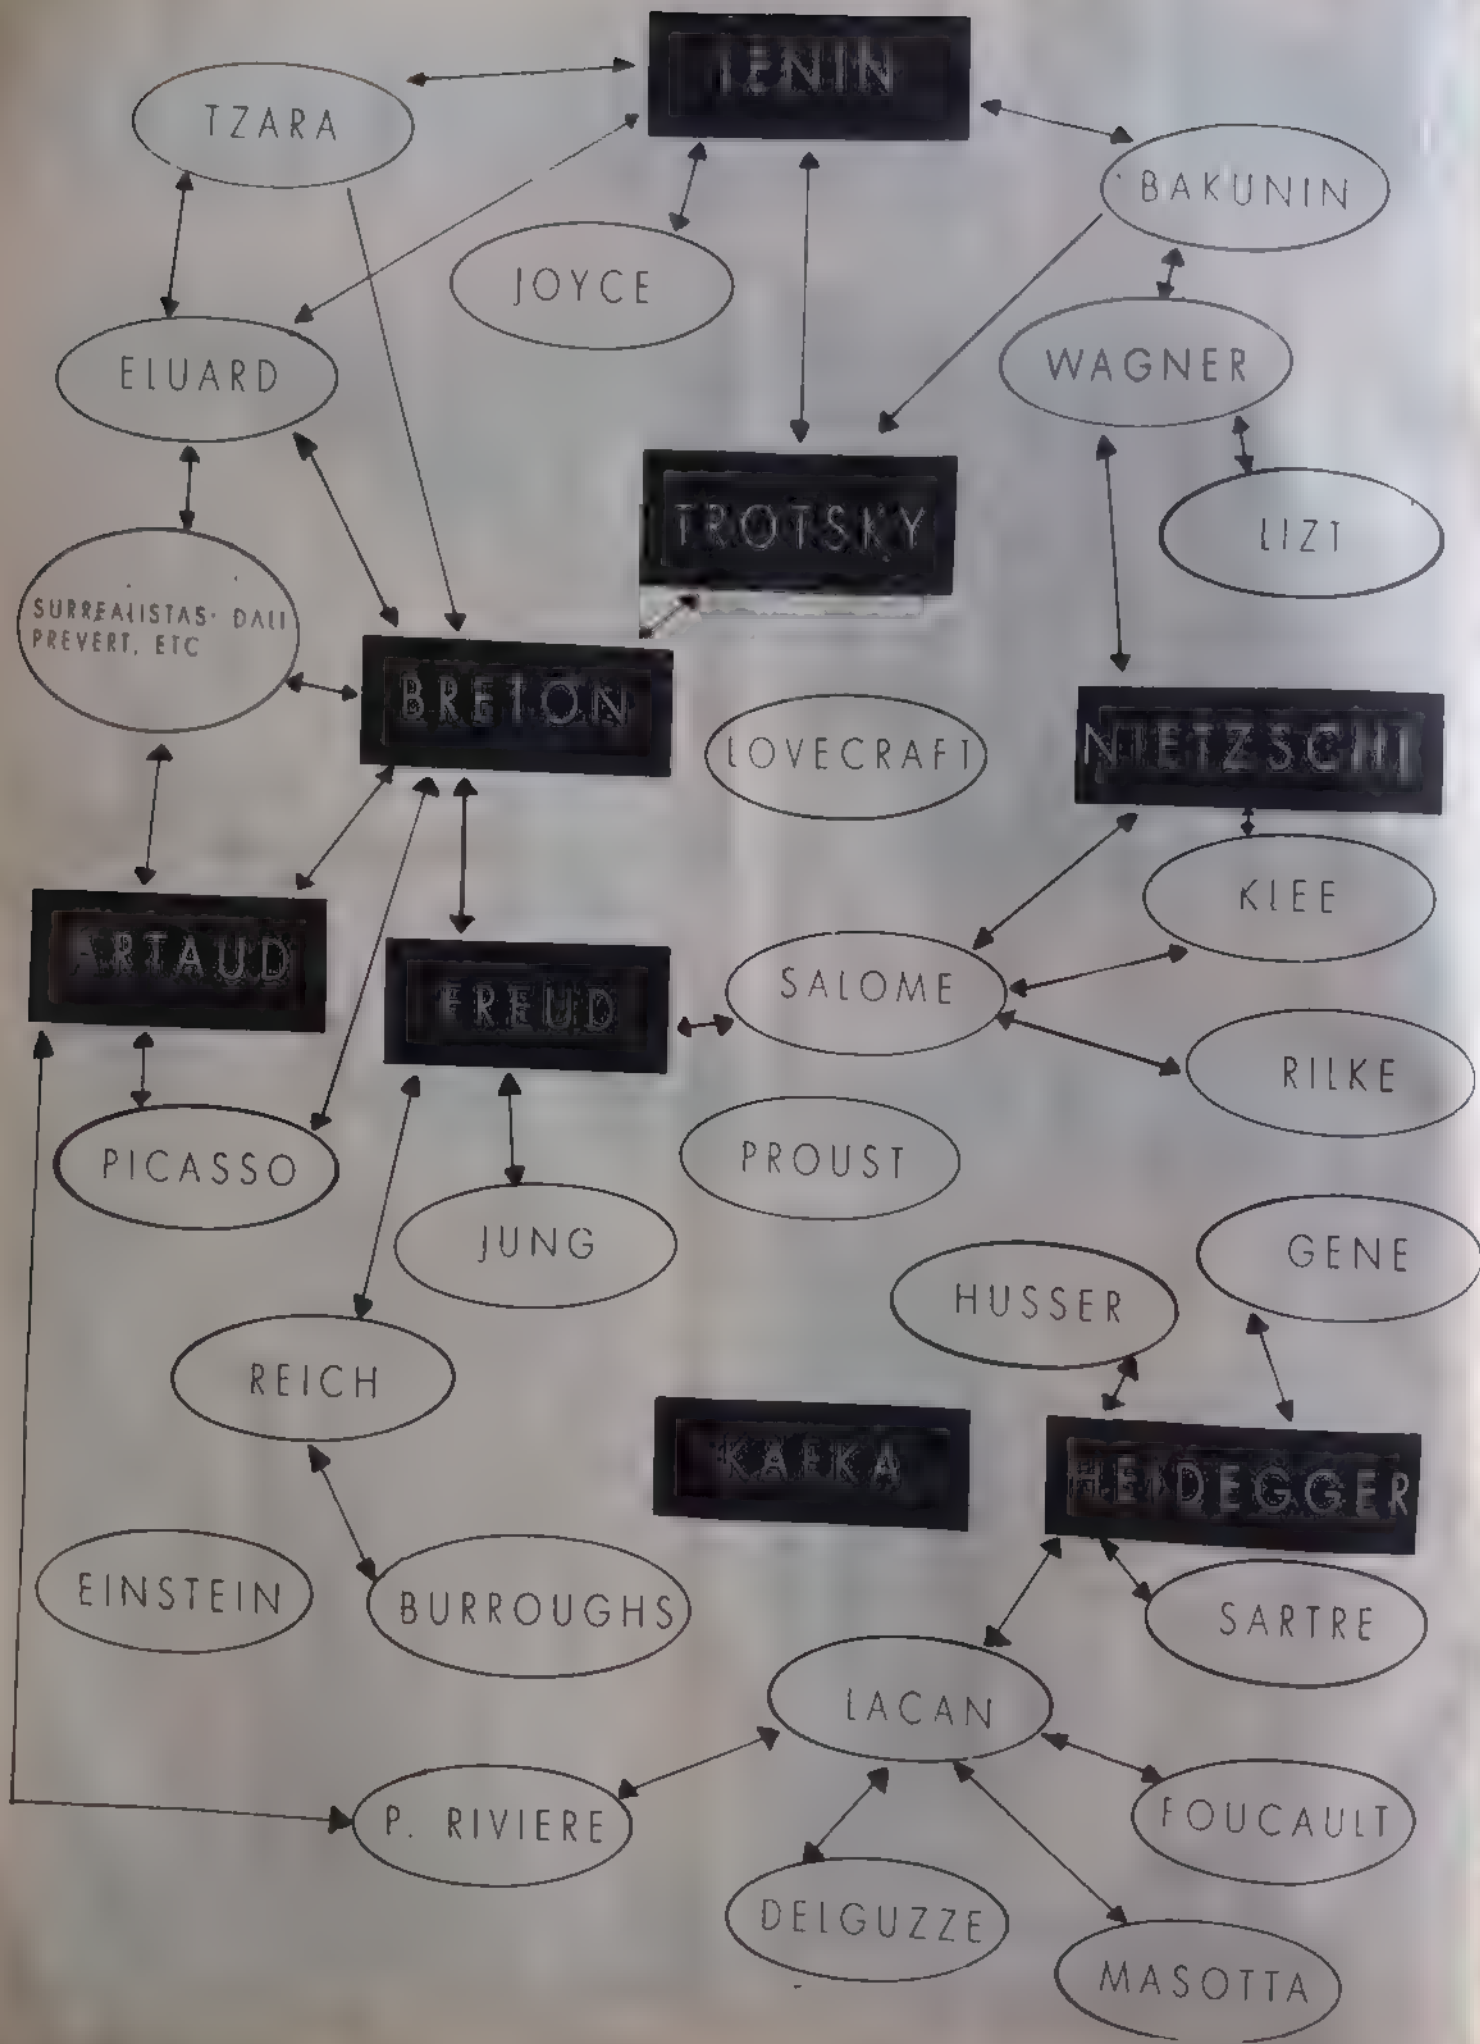 LENIN
TZARA
BAKUNIN
JOYCE
ELUARD
WAGNER
TROTSKY
LIZT
SURREALISTAS· DALI
PREVERT, ETC
BRETON
LOVECRAFT
NIETZSCHE
KLEE
ARTAUD
FREUD
SALOME
RILKE
PICASSO
PROUST
JUNG
GENE
HUSSER
REICH
KAFKA
HEIDEGGER
EINSTEIN
BURROUGHS
SARTRE
LACAN
P. RIVIERE
FOUCAULT
DELGUZZE
MASOTTA